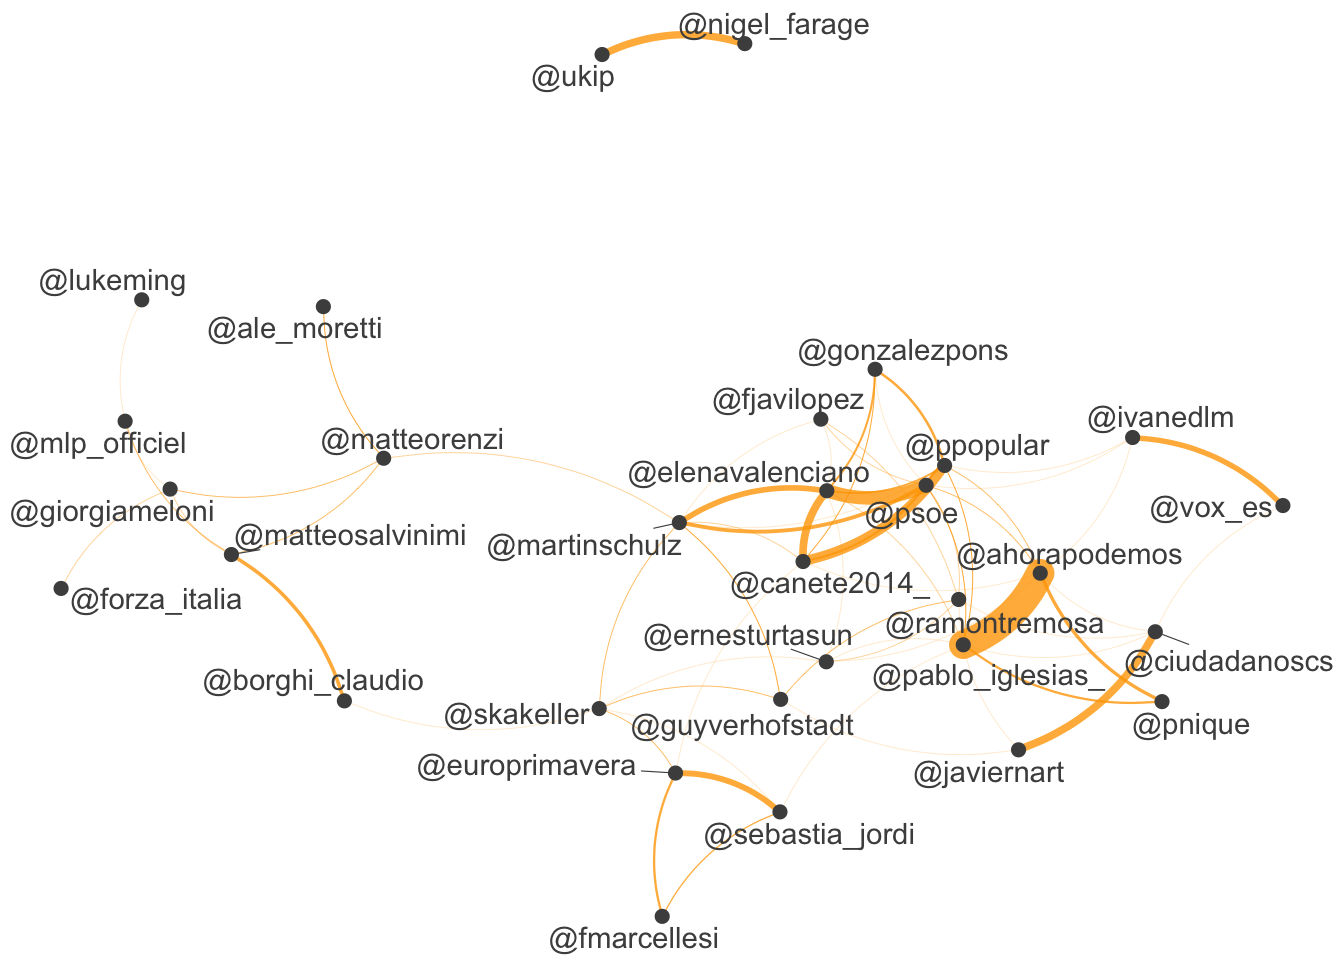 @nigel_farage
@ukip
@lukeming
@ale_moretti
@gonzalezpons
@fjavilopez
@ivanedlm
@mlp_officiel
@matteorenzi
@ppopular
@elenavalenciano
@giorgiameloni
@psoe
@vox_es
@matteosalvinimi
@martinschulz
@ahorapodemos
@canete2014_
@forza_italia
@ramontremosa
@ernesturtasun
@ciudadanoscs
@borghi_claudio
@pablo_iglesias_
@skakeller
@guyverhofstadt
@pnique
@europrimavera
@javiernart
@sebastia_jordi
@fmarcellesi